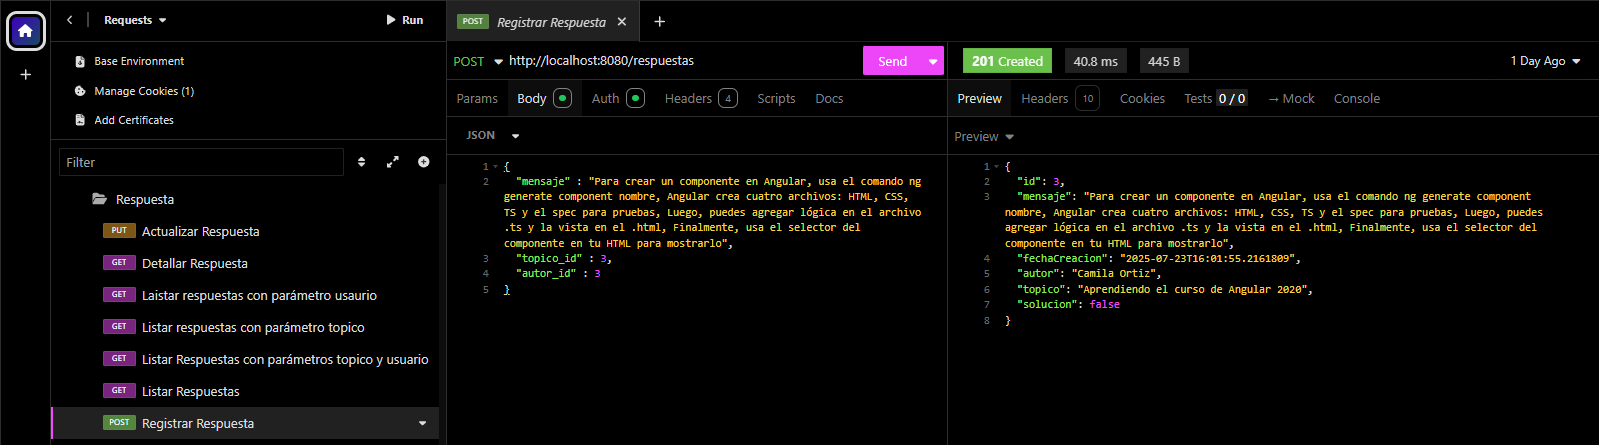 Requests
Run
Base Environment
Manage Cookies (1)
Add Certificates
Filter
Respuesta
PUT Actualizar Respuesta
GET Detallar Respuesta
GET Laistar respuestas con parámetro usaurio
GET Listar respuestas con parámetro topico
GET Listar Respuestas con parámetros topico y usuario
GET Listar Respuestas
POST Registrar Respuesta
POST Registrar Respuesta
POST http://localhost:8080/respuestas Send
Params Body Auth Headers 4 Scripts Docs
JSON
1 {
2 "mensaje" : "Para crear un componente en Angular, usa el comando ng
generate component nombre, Angular crea cuatro archivos: HTML, CSS,
TS y el spec para pruebas, Luego, puedes agregar lógica en el archivo
.ts y la vista en el .html, Finalmente, usa el selector del
componente en tu HTML para mostrarlo",
3 "topico_id" : 3,
4 "autor_id" : 3
5 }
201 Created 40.8 ms 445 B 1 Day Ago
Preview Headers 10 Cookies Tests 0 / 0 → Mock Console
Preview
1 {
2 "id": 3,
3 "mensaje": "Para crear un componente en Angular, usa el comando ng generate component
nombre, Angular crea cuatro archivos: HTML, CSS, TS y el spec para pruebas, Luego, puedes
agregar lógica en el archivo .ts y la vista en el .html, Finalmente, usa el selector del
componente en tu HTML para mostrarlo",
4 "fechaCreacion": "2025-07-23T16:01:55.2161809",
5 "autor": "Camila Ortiz",
6 "topico": "Aprendiendo el curso de Angular 2020",
7 "solucion": false
8 }